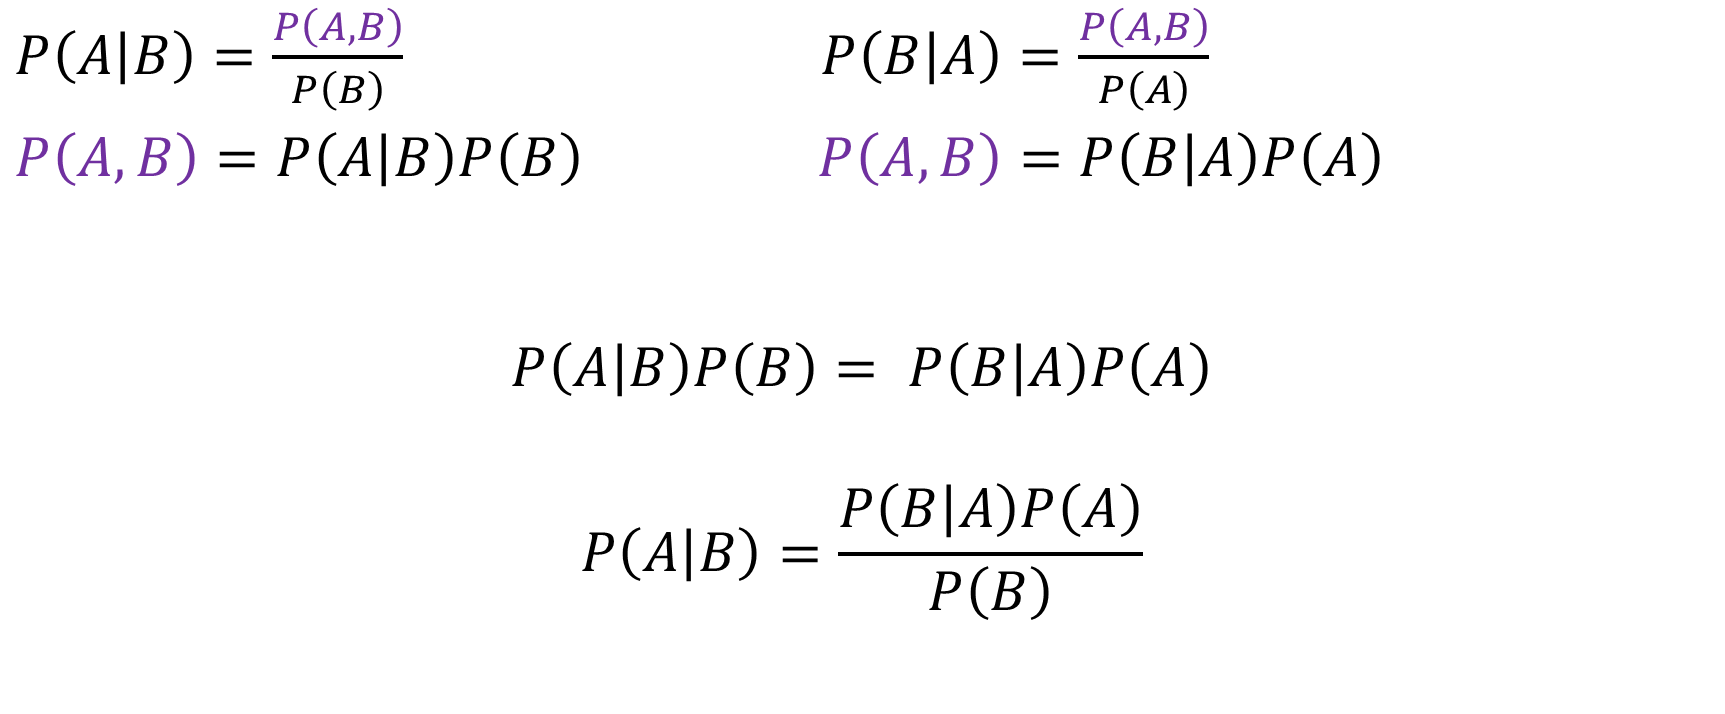 P(A|B) = P(A,B)/P(B)
P(B|A) = P(A,B)/P(A)
P(A, B) = P(A|B)P(B)
P(A, B) = P(B|A)P(A)
P(A|B)P(B) = P(B|A)P(A)
P(A|B) = P(B|A)P(A)/P(B)